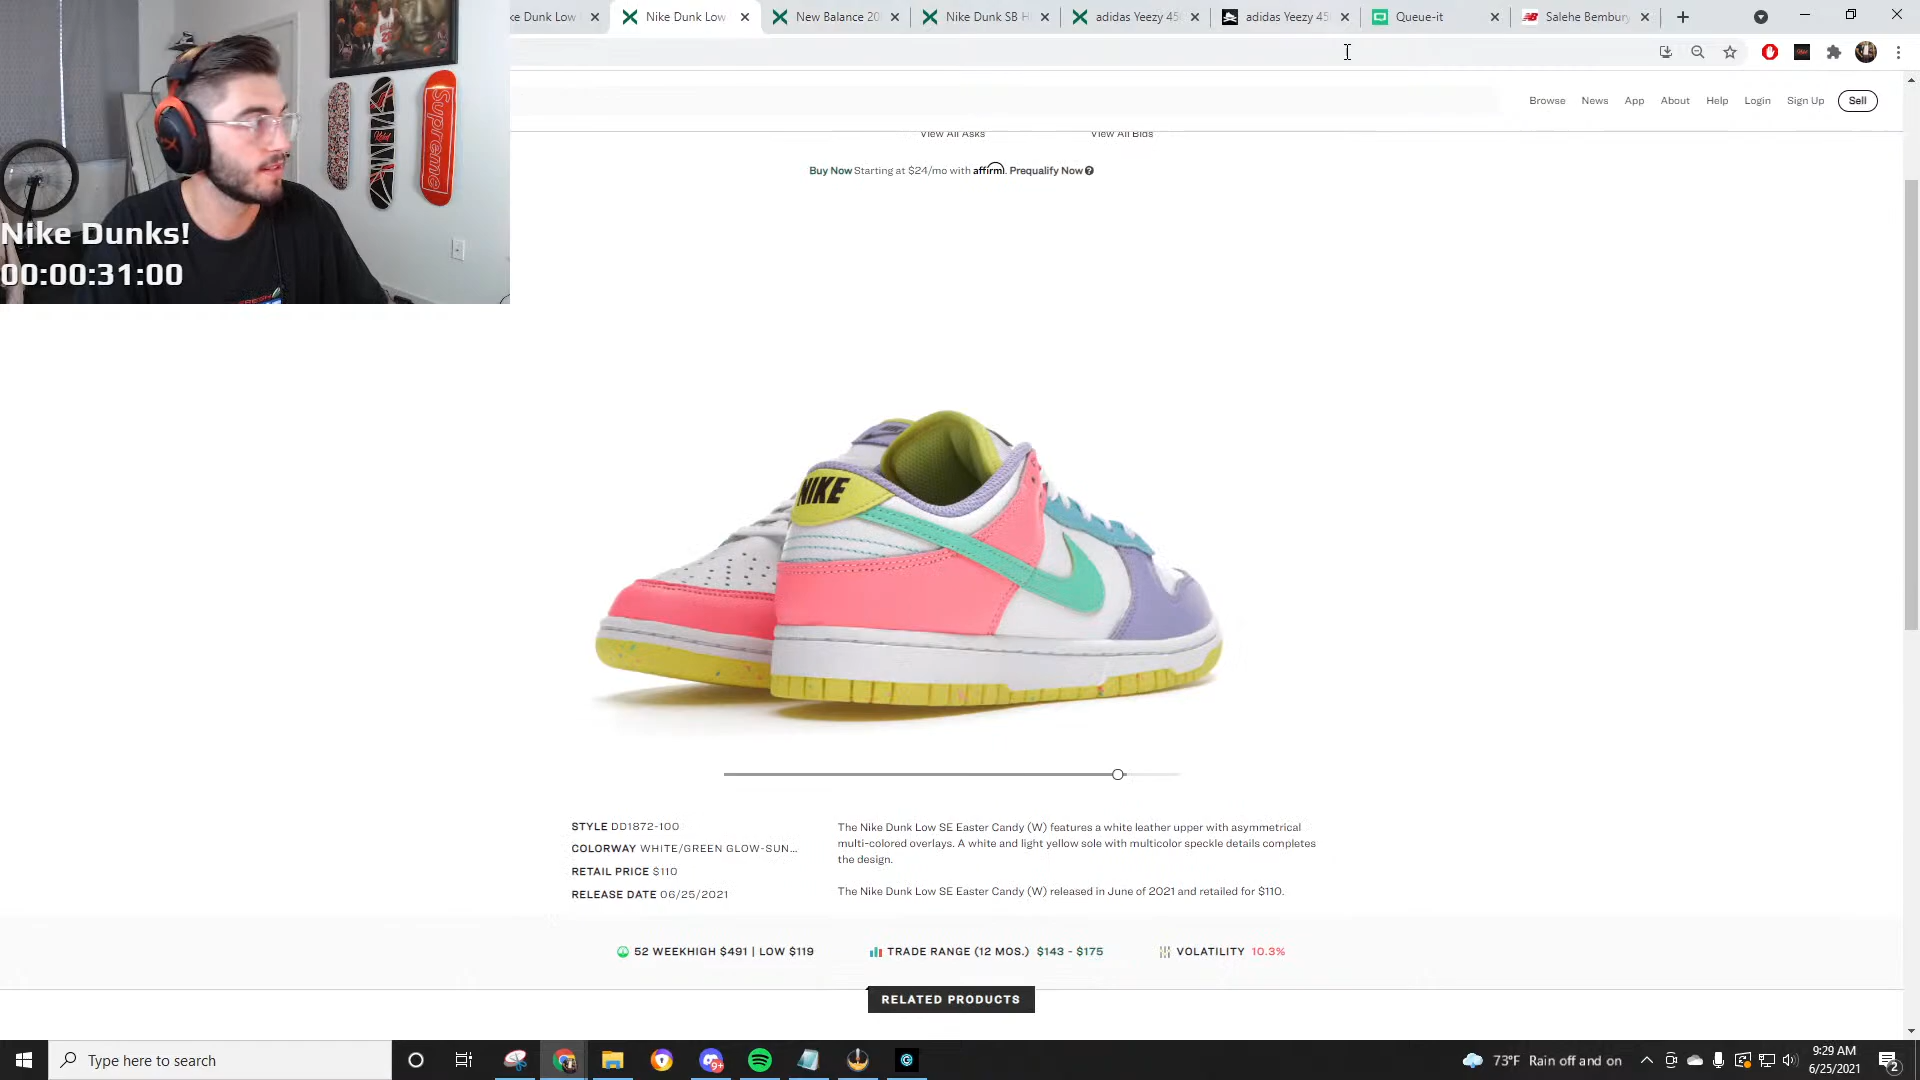 ke Dunk Low
Nike Dunk Low
New Balance 20
Nike Dunk SB H
adidas Yeezy 45
adidas Yeezy 45
Queue-it
Salehe Bembury
Browse
News
App
About
Help
Login
Sign Up
Sell
View All Asks
View All Bids
Buy Now Starting at $24/mo with affirm. Prequalify Now
Supreme
Nike Dunks!
00:00:31:00
NIKE
STYLE DD1872-100
COLORWAY WHITE/GREEN GLOW-SUN...
RETAIL PRICE $110
RELEASE DATE 06/25/2021
The Nike Dunk Low SE Easter Candy (W) features a white leather upper with asymmetrical
multi-colored overlays. A white and light yellow sole with multicolor speckle details completes
the design.
The Nike Dunk Low SE Easter Candy (W) released in June of 2021 and retailed for $110.
52 WEEKHIGH $491 | LOW $119
TRADE RANGE (12 MOS.) $143 - $175
VOLATILITY 10.3%
RELATED PRODUCTS
Type here to search
9+
73°F Rain off and on
9:29 AM
6/25/2021
2